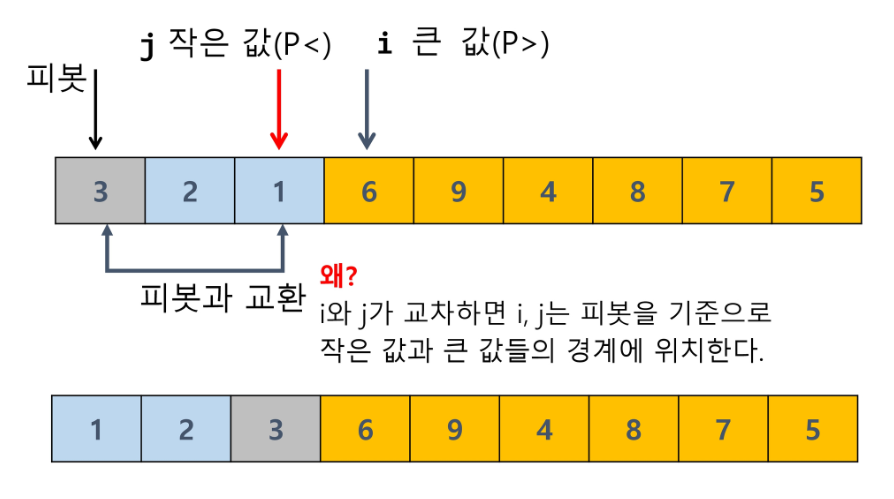 j 작은 값(P<) i 큰 값(P>)
피봇
3 2 1 6 9 4 8 7 5
피봇과 교환
왜?
i와 j가 교차하면 i, j는 피봇을 기준으로
작은 값과 큰 값들의 경계에 위치한다.
1 2 3 6 9 4 8 7 5